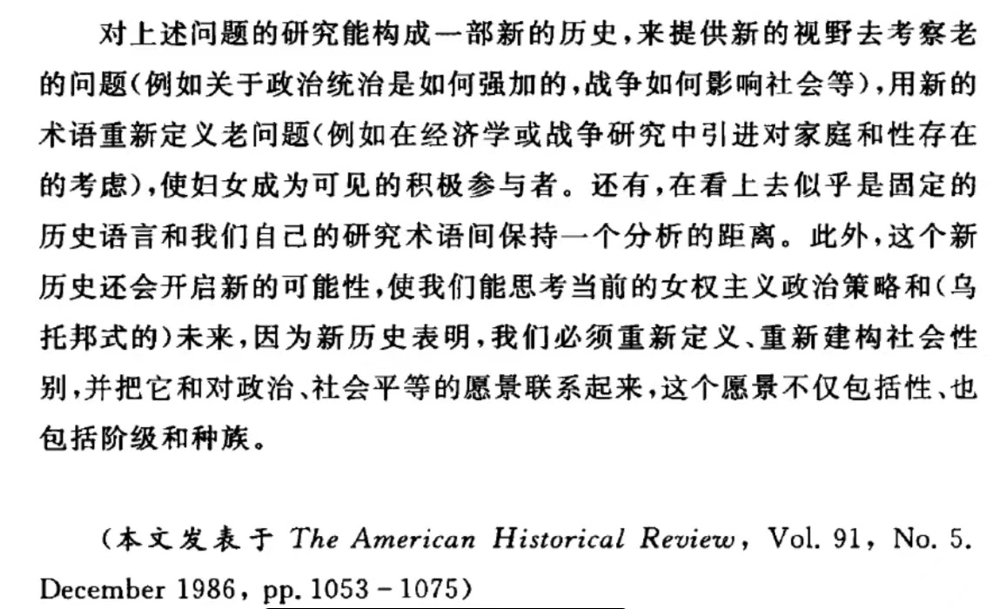 对上述问题的研究能构成一部新的历史,来提供新的视野去考察老
的问题(例如关于政治统治是如何强加的,战争如何影响社会等),用新的
术语重新定义老问题(例如在经济学或战争研究中引进对家庭和性存在
的考虑),使妇女成为可见的积极参与者。还有,在看上去似乎是固定的
历史语言和我们自己的研究术语间保持一个分析的距离。此外,这个新
历史还会开启新的可能性,使我们能思考当前的女权主义政治策略和(乌
托邦式的)未来,因为新历史表明,我们必须重新定义、重新建构社会性
别,并把它和对政治、社会平等的愿景联系起来,这个愿景不仅包括性、也
包括阶级和种族。
(本文发表于 The American Historical Review, Vol. 91, No. 5.
December 1986, pp. 1053－1075)